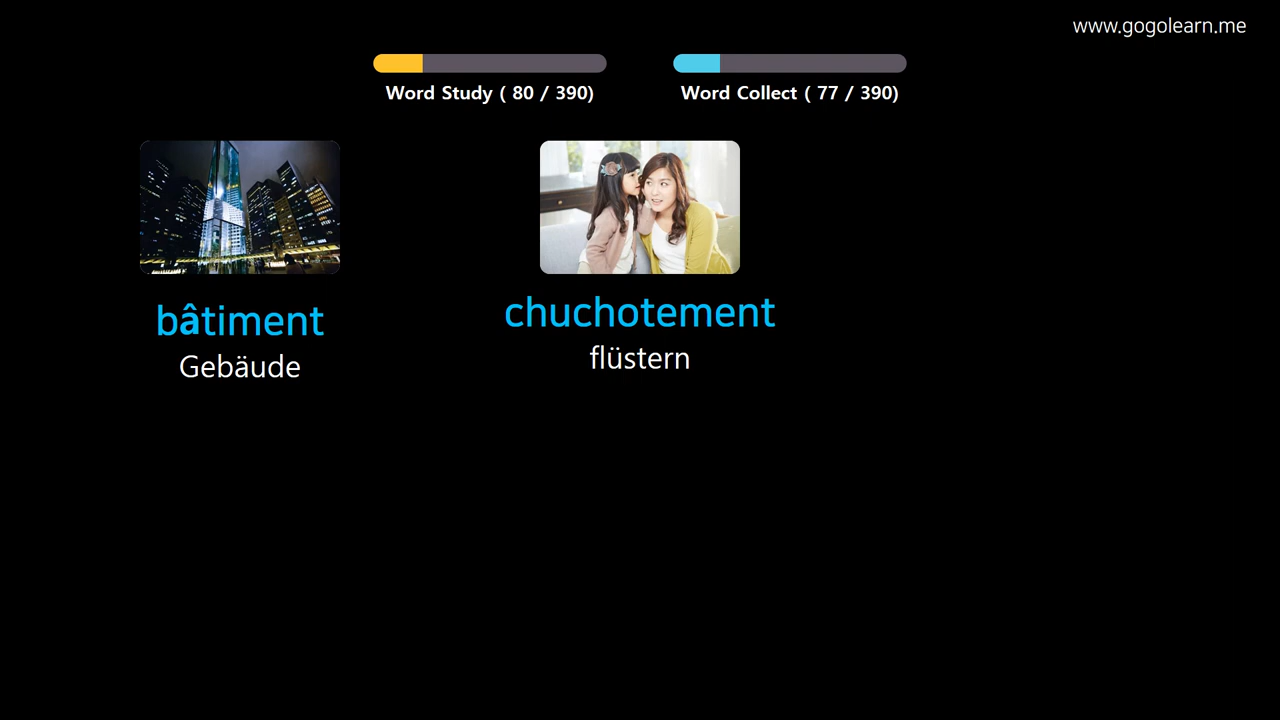 www.gogolearn.me
Word Study ( 80 / 390)
Word Collect ( 77 / 390)
bâtiment
Gebäude
chuchotement
flüstern